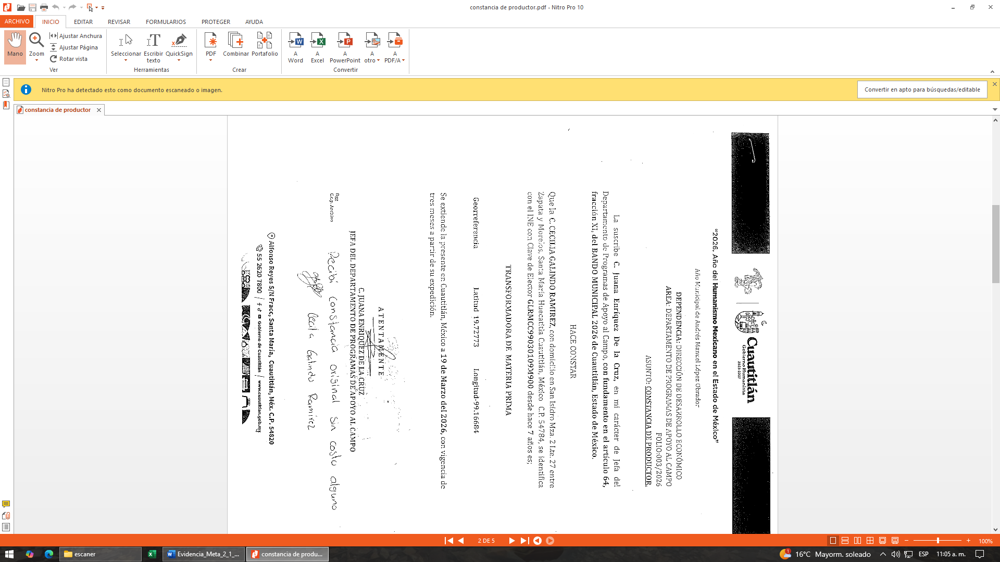 constancia de productor.pdf - Nitro Pro 10
ARCHIVO INICIO EDITAR REVISAR FORMULARIOS PROTEGER AYUDA
Mano
Zoom
Ajustar Anchura
Ajustar Página
Rotar vista
Ver
Seleccionar
Escribir texto
QuickSign
Herramientas
PDF
Combinar
Portafolio
Crear
A Word
A Excel
A PowerPoint
A otro
A PDF/A
Convertir
Nitro Pro ha detectado esto como documento escaneado o imagen.
Convertir en apto para búsquedas/editable
constancia de productor
Cuautitlán
Gobierno Humanista
2025-2027
"2026, Año del Humanismo Mexicano en el Estado de México"
Año Municipal de Andrés Manuel López Obrador
DEPENDENCIA: DIRECCIÓN DE DESARROLLO ECONÓMICO
AREA: DEPARTAMENTO DE PROGRAMAS DE APOYO AL CAMPO
FOLIO:003/2026
ASUNTO: CONSTANCIA DE PRODUCTOR
La suscribe C. Juana Enríquez De la Cruz, en mi carácter de Jefa del
Departamento de Programas de Apoyo al Campo, con fundamento en el artículo 64,
fracción XI, del BANDO MUNICIPAL 2026 de Cuautitlán, Estado de México.
HACE CONSTAR
Que la C. CECILIA GALINDO RAMIREZ, con domicilio en San Isidro Mza. 2 Lte. 27 entre
Zapata y Morelos, Santa María Huecatitla Cuautitlán, México C.P. 54784, se identifica
con el INE con Clave de Elector GLRMCC99030109M900 desde hace 7 años es;
TRANSFORMADORA DE MATERIA PRIMA
Georreferencia Latitud 19.72773 Longitud-99.16684
Se extiende la presente en Cuautitlán, México a 19 de Marzo del 2026, con vigencia de
tres meses a partir de su expedición.
ATENTAMENTE
C. JUANA ENRIQUEZ DE LA CRUZ
JEFA DEL DEPARTAMENTO DE PROGRAMAS DE APOYO AL CAMPO
C.c.p. Archivo
Recibí constancia original sin costo alguno
Cecilia Galindo Ramírez
Alfonso Reyes S/N Fracc, Santa María, Cuautitlán, Méx. C.P. 54820
55 2620 7800 / Gobierno de Cuautitlán / www.cuautitlan.gob.mx
2 DE 5
100%
escaner
Evidencia_Meta_2_1_...
constancia de produ...
1
16°C Mayorm. soleado
ESP
11:05 a. m.